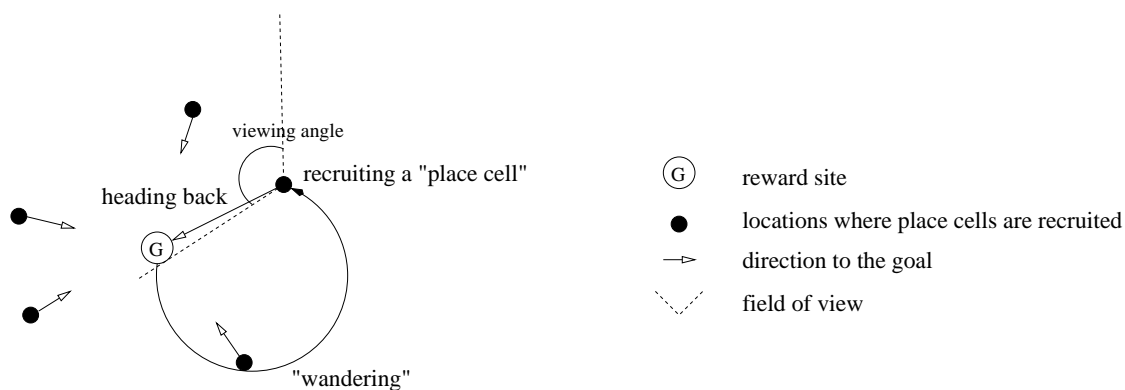 viewing angle
recruiting a "place cell"
heading back
G
"wandering"
G reward site
locations where place cells are recruited
direction to the goal
field of view